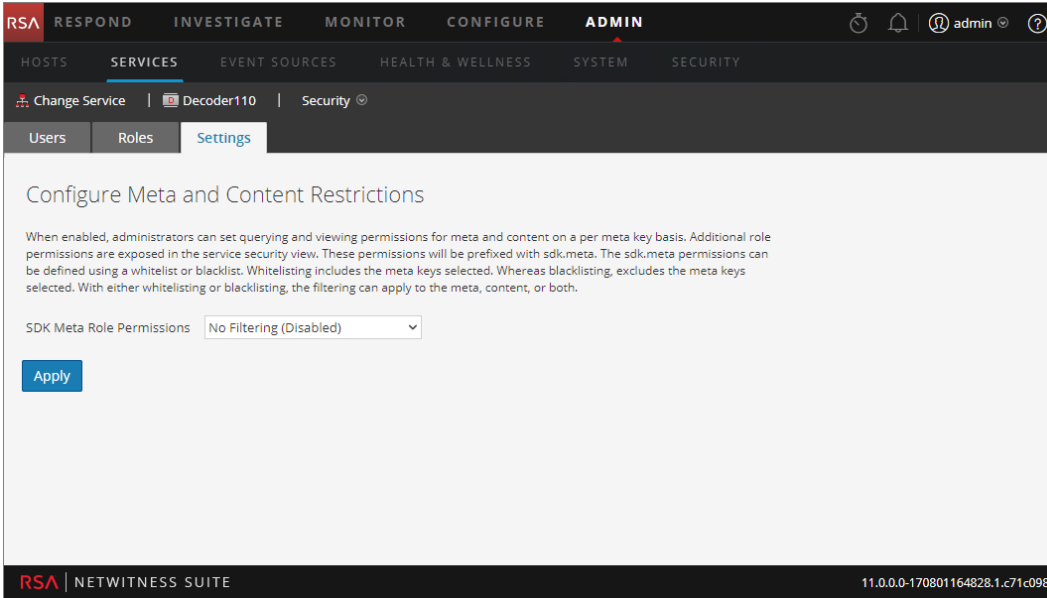 RSA RESPOND INVESTIGATE MONITOR CONFIGURE ADMIN admin ?
HOSTS SERVICES EVENT SOURCES HEALTH & WELLNESS SYSTEM SECURITY
Change Service | D Decoder110 | Security
Users Roles Settings
Configure Meta and Content Restrictions
When enabled, administrators can set querying and viewing permissions for meta and content on a per meta key basis. Additional role
permissions are exposed in the service security view. These permissions will be prefixed with sdk.meta. The sdk.meta permissions can
be defined using a whitelist or blacklist. Whitelisting includes the meta keys selected. Whereas blacklisting, excludes the meta keys
selected. With either whitelisting or blacklisting, the filtering can apply to the meta, content, or both.
SDK Meta Role Permissions No Filtering (Disabled)
Apply
RSA | NETWITNESS SUITE 11.0.0.0-170801164828.1.c71c098